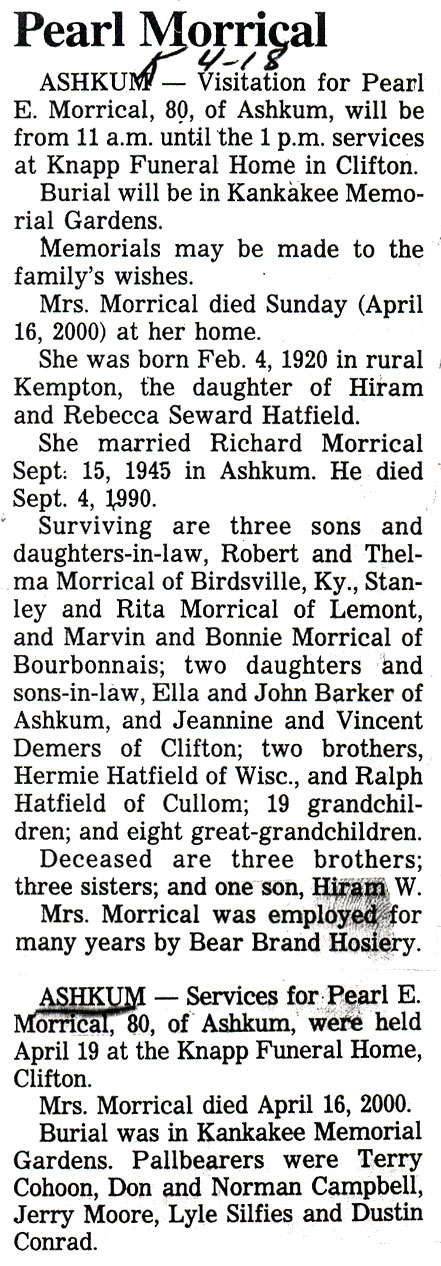 Pearl Morrical
K 4-18
ASHKUM — Visitation for Pearl
E. Morrical, 80, of Ashkum, will be
from 11 a.m. until the 1 p.m. services
at Knapp Funeral Home in Clifton.
Burial will be in Kankakee Memo-
rial Gardens.
Memorials may be made to the
family's wishes.
Mrs. Morrical died Sunday (April
16, 2000) at her home.
She was born Feb. 4, 1920 in rural
Kempton, the daughter of Hiram
and Rebecca Seward Hatfield.
She married Richard Morrical
Sept. 15, 1945 in Ashkum. He died
Sept. 4, 1990.
Surviving are three sons and
daughters-in-law, Robert and Thel-
ma Morrical of Birdsville, Ky., Stan-
ley and Rita Morrical of Lemont,
and Marvin and Bonnie Morrical of
Bourbonnais; two daughters and
sons-in-law, Ella and John Barker of
Ashkum, and Jeannine and Vincent
Demers of Clifton; two brothers,
Hermie Hatfield of Wisc., and Ralph
Hatfield of Cullom; 19 grandchil-
dren; and eight great-grandchildren.
Deceased are three brothers;
three sisters; and one son, Hiram W.
Mrs. Morrical was employed for
many years by Bear Brand Hosiery.
ASHKUM — Services for Pearl E.
Morrical, 80, of Ashkum, were held
April 19 at the Knapp Funeral Home,
Clifton.
Mrs. Morrical died April 16, 2000.
Burial was in Kankakee Memorial
Gardens. Pallbearers were Terry
Cohoon, Don and Norman Campbell,
Jerry Moore, Lyle Silfies and Dustin
Conrad.